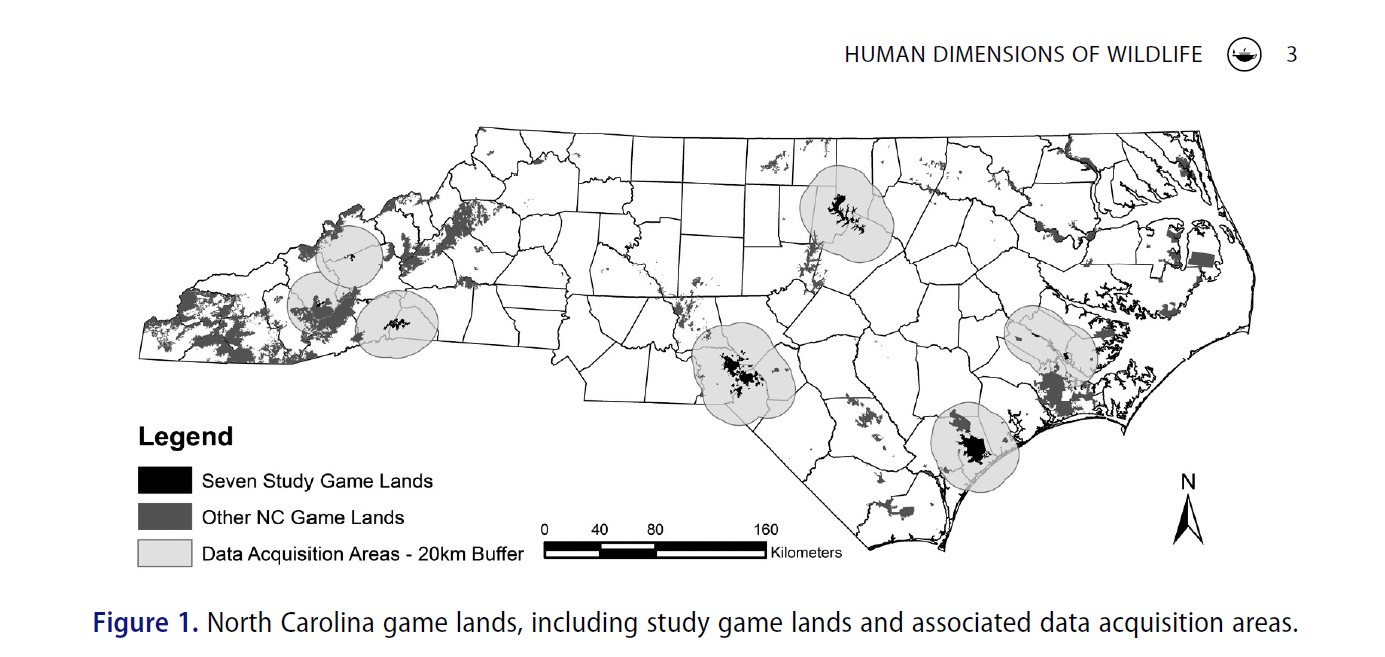 HUMAN DIMENSIONS OF WILDLIFE 3
N
Legend
Seven Study Game Lands
Other NC Game Lands
Data Acquisition Areas - 20km Buffer
0 40 80 160
Kilometers
Figure 1. North Carolina game lands, including study game lands and associated data acquisition areas.